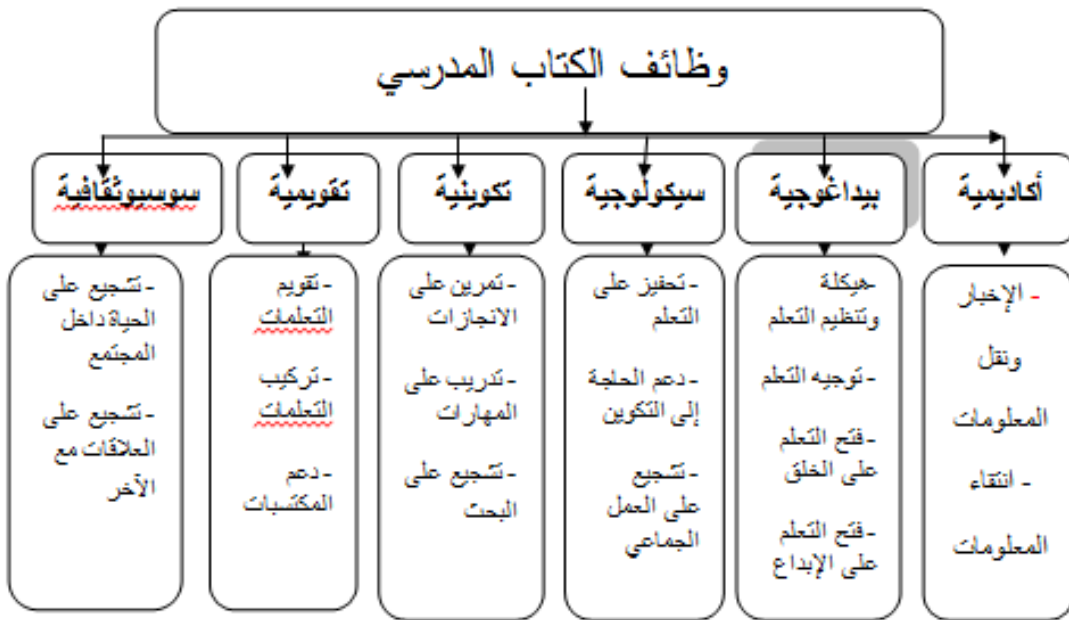 وظائف الكتاب المدرسي
أكاديمية
بيداغوجية
سيكولوجية
تكوينية
تقويمية
سوسيوثقافية
- الإخبار
ونقل
المعلومات
- انتقاء
المعلومات
-هيكلة
وتنظيم التعلم
- توجيه التعلم
- فتح التعلم
على الخلق
- فتح التعلم
على الإبداع
- تحفيز على
التعلم
- دعم الحاجة
إلى التكوين
- تشجيع
على العمل
الجماعي
- تمرين على
الانجازات
- تدريب على
المهارات
- تشجيع على
البحث
- تقويم
التعلمات
- تركيب
التعلمات
- دعم
المكتسبات
- تشجيع على
الحياة داخل
المجتمع
- تشجيع على
العلاقات مع
الآخر